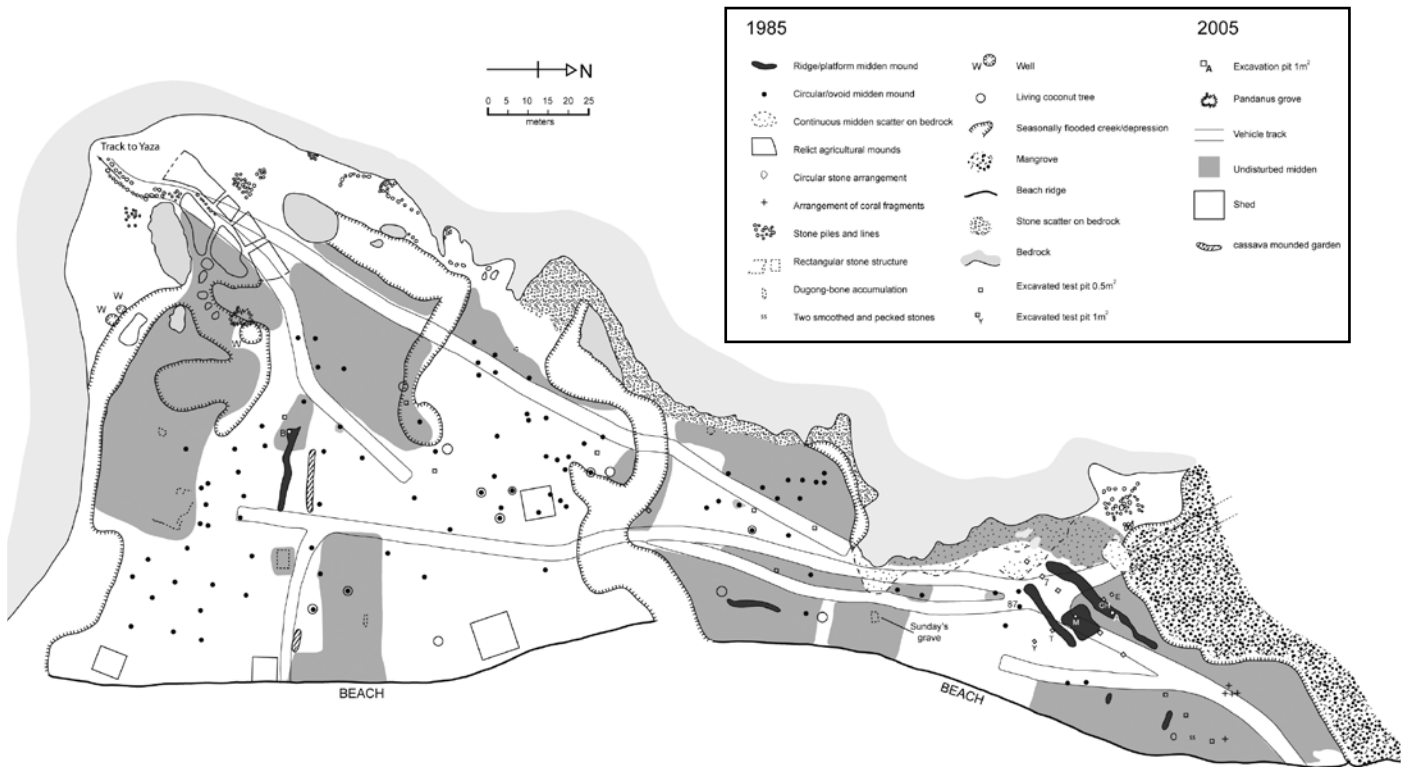 1985
Ridge/platform midden mound
Circular/ovoid midden mound
Continuous midden scatter on bedrock
Relict agricultural mounds
Circular stone arrangement
Arrangement of coral fragments
Stone piles and lines
Rectangular stone structure
Dugong-bone accumulation
Two smoothed and pecked stones
W Well
Living coconut tree
Seasonally flooded creek/depression
Mangrove
Beach ridge
Stone scatter on bedrock
Bedrock
Excavated test pit 0.5m²
Y Excavated test pit 1m²
2005
A Excavation pit 1m²
Pandanus grove
Vehicle track
Undisturbed midden
Shed
cassava mounded garden
N
0 5 10 15 20 25
meters
Track to Yaza
W
W
W
B
87
E
CH
M
T
Y
Sunday's
grave
BEACH
BEACH